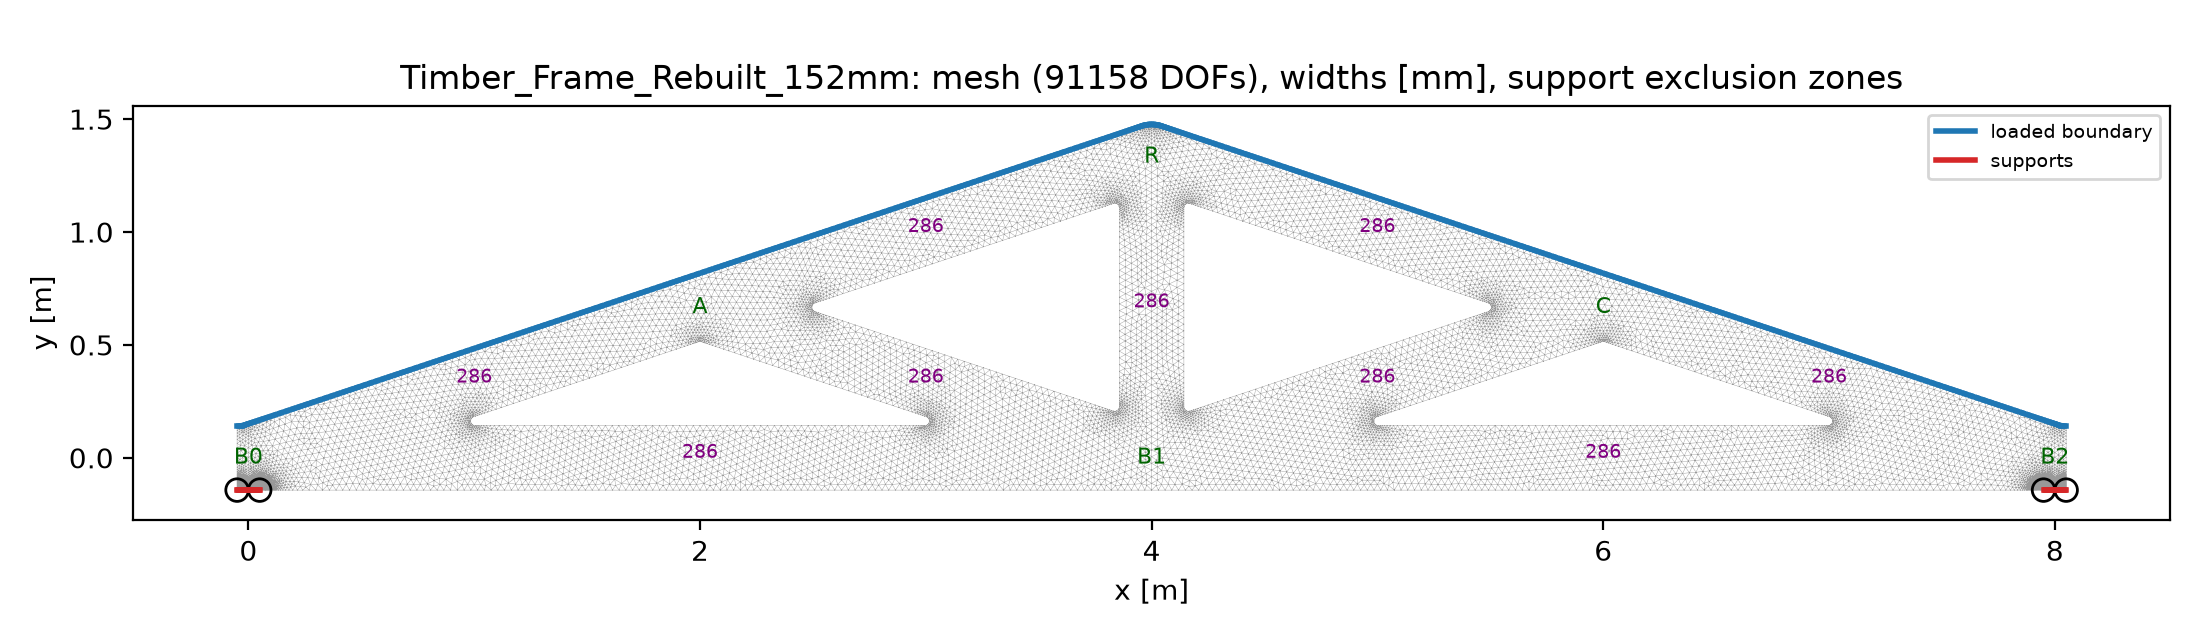 Timber_Frame_Rebuilt_152mm: mesh (91158 DOFs), widths [mm], support exclusion zones
loaded boundary
supports
1.5
1.0
0.5
0.0
y [m]
R
286
286
A
286
C
286
286
286
286
B0
286
B1
286
B2
0
2
4
6
8
x [m]